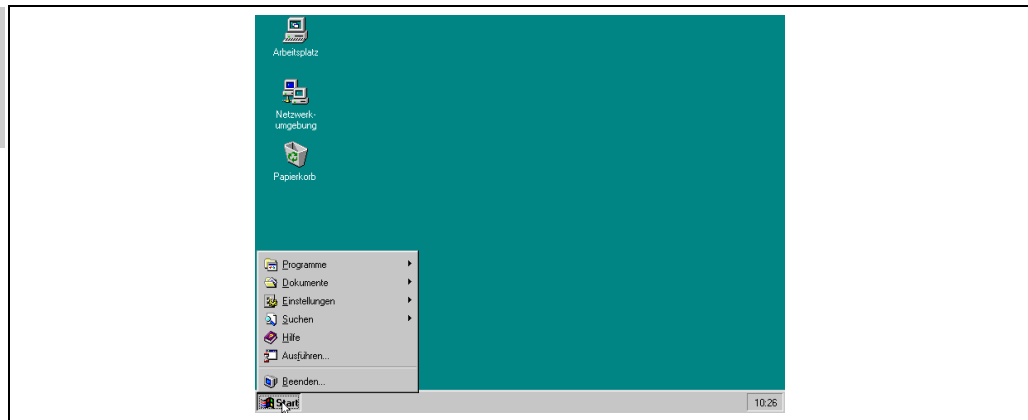 Arbeitsplatz
Netzwerk-
umgebung
Papierkorb
Programme
Dokumente
Einstellungen
Suchen
Hilfe
Ausführen...
Beenden...
Start
10:26